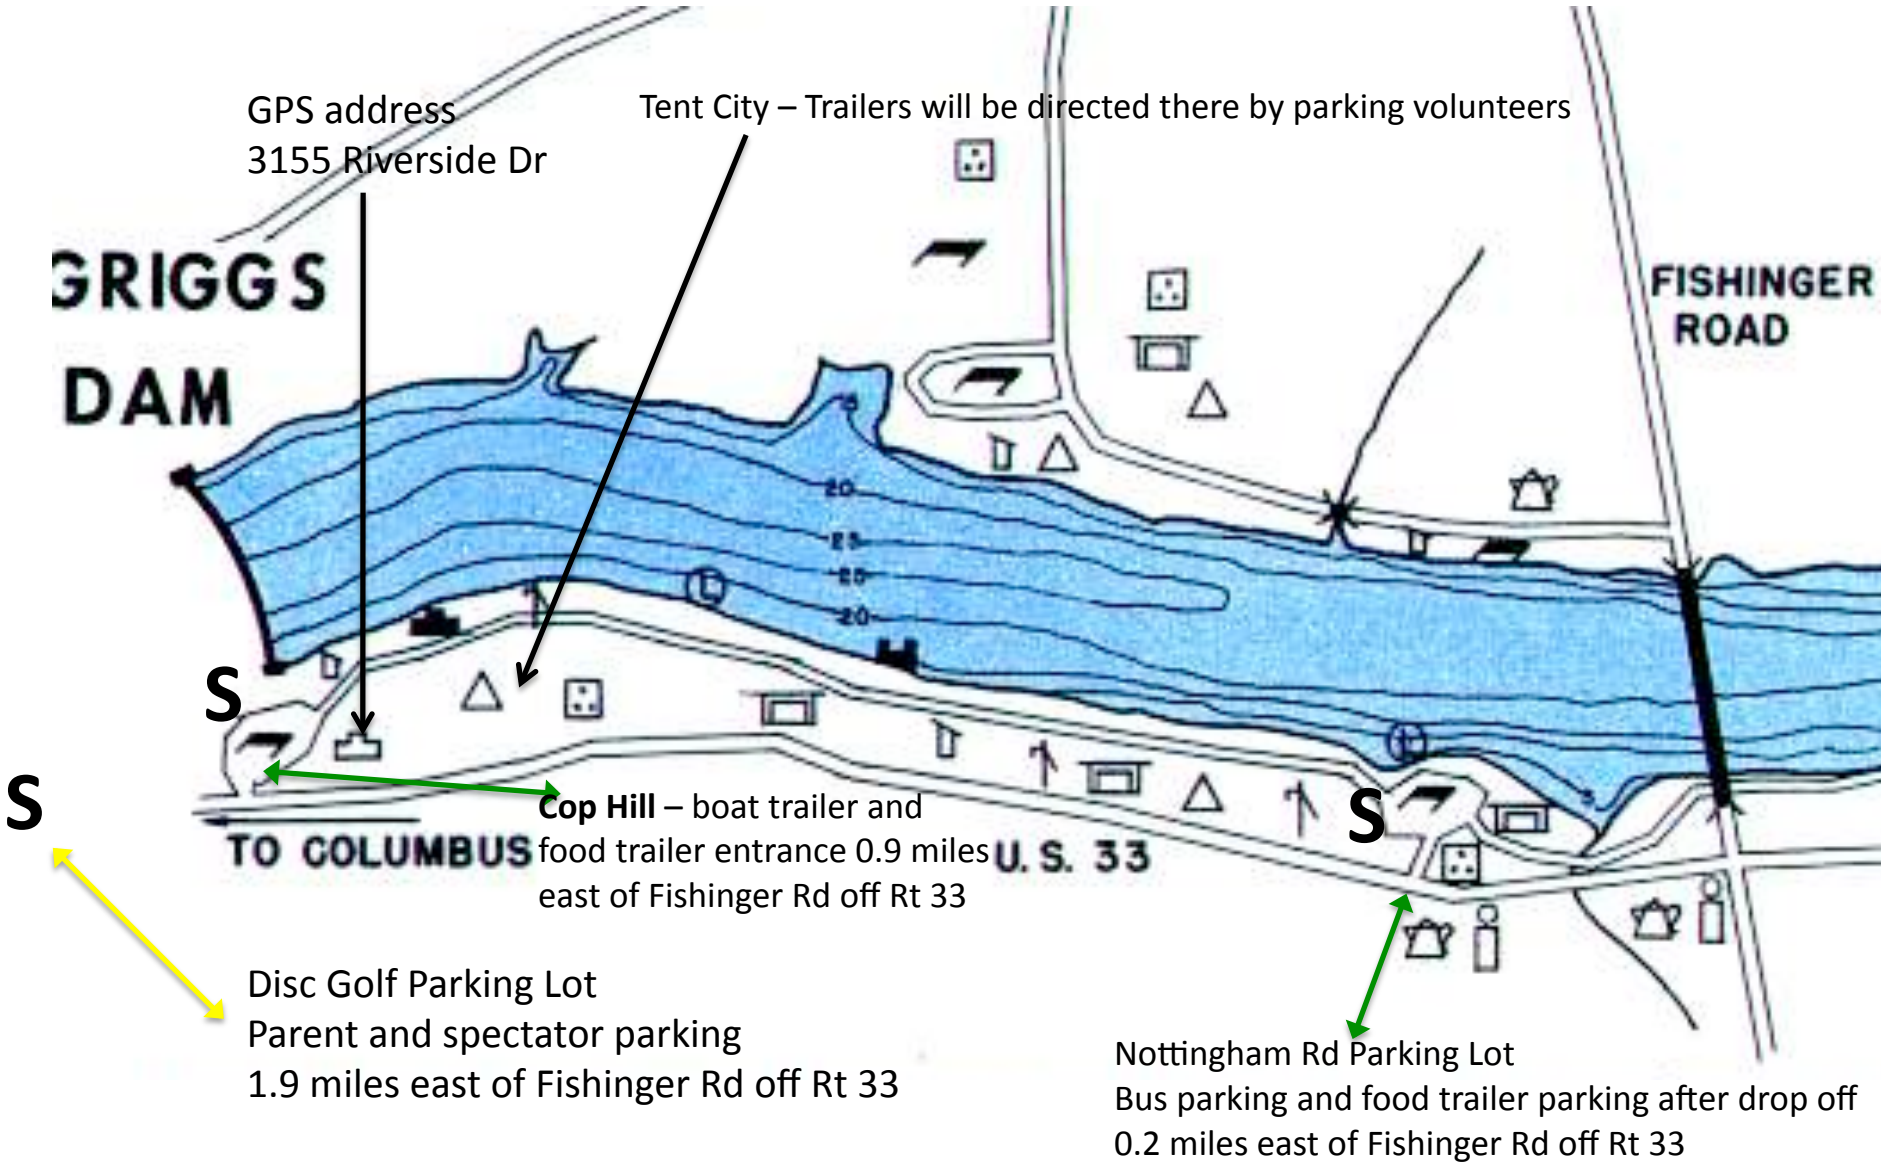 GPS address
3155 Riverside Dr
Tent City – Trailers will be directed there by parking volunteers
GRIGGS
DAM
FISHINGER
ROAD
20
25
25
20
5
S
S
S
Cop Hill – boat trailer and
food trailer entrance 0.9 miles
east of Fishinger Rd off Rt 33
TO COLUMBUS
U. S. 33
Disc Golf Parking Lot
Parent and spectator parking
1.9 miles east of Fishinger Rd off Rt 33
Nottingham Rd Parking Lot
Bus parking and food trailer parking after drop off
0.2 miles east of Fishinger Rd off Rt 33